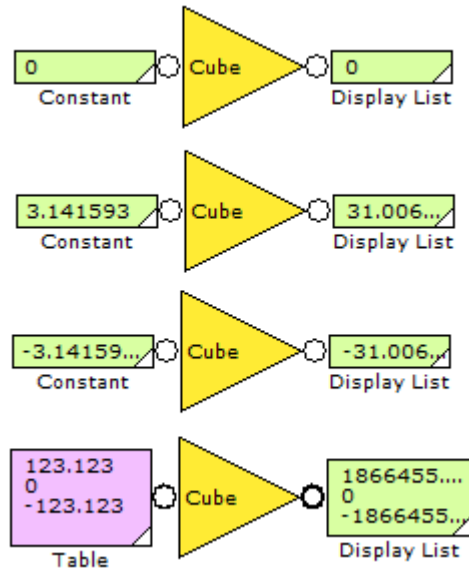 0
Cube
0
Constant
Display List
3.141593
Cube
31.006...
Constant
Display List
-3.14159...
Cube
-31.006...
Constant
Display List
123.123
0
-123.123
Cube
1866455....
0
-1866455...
Table
Display List